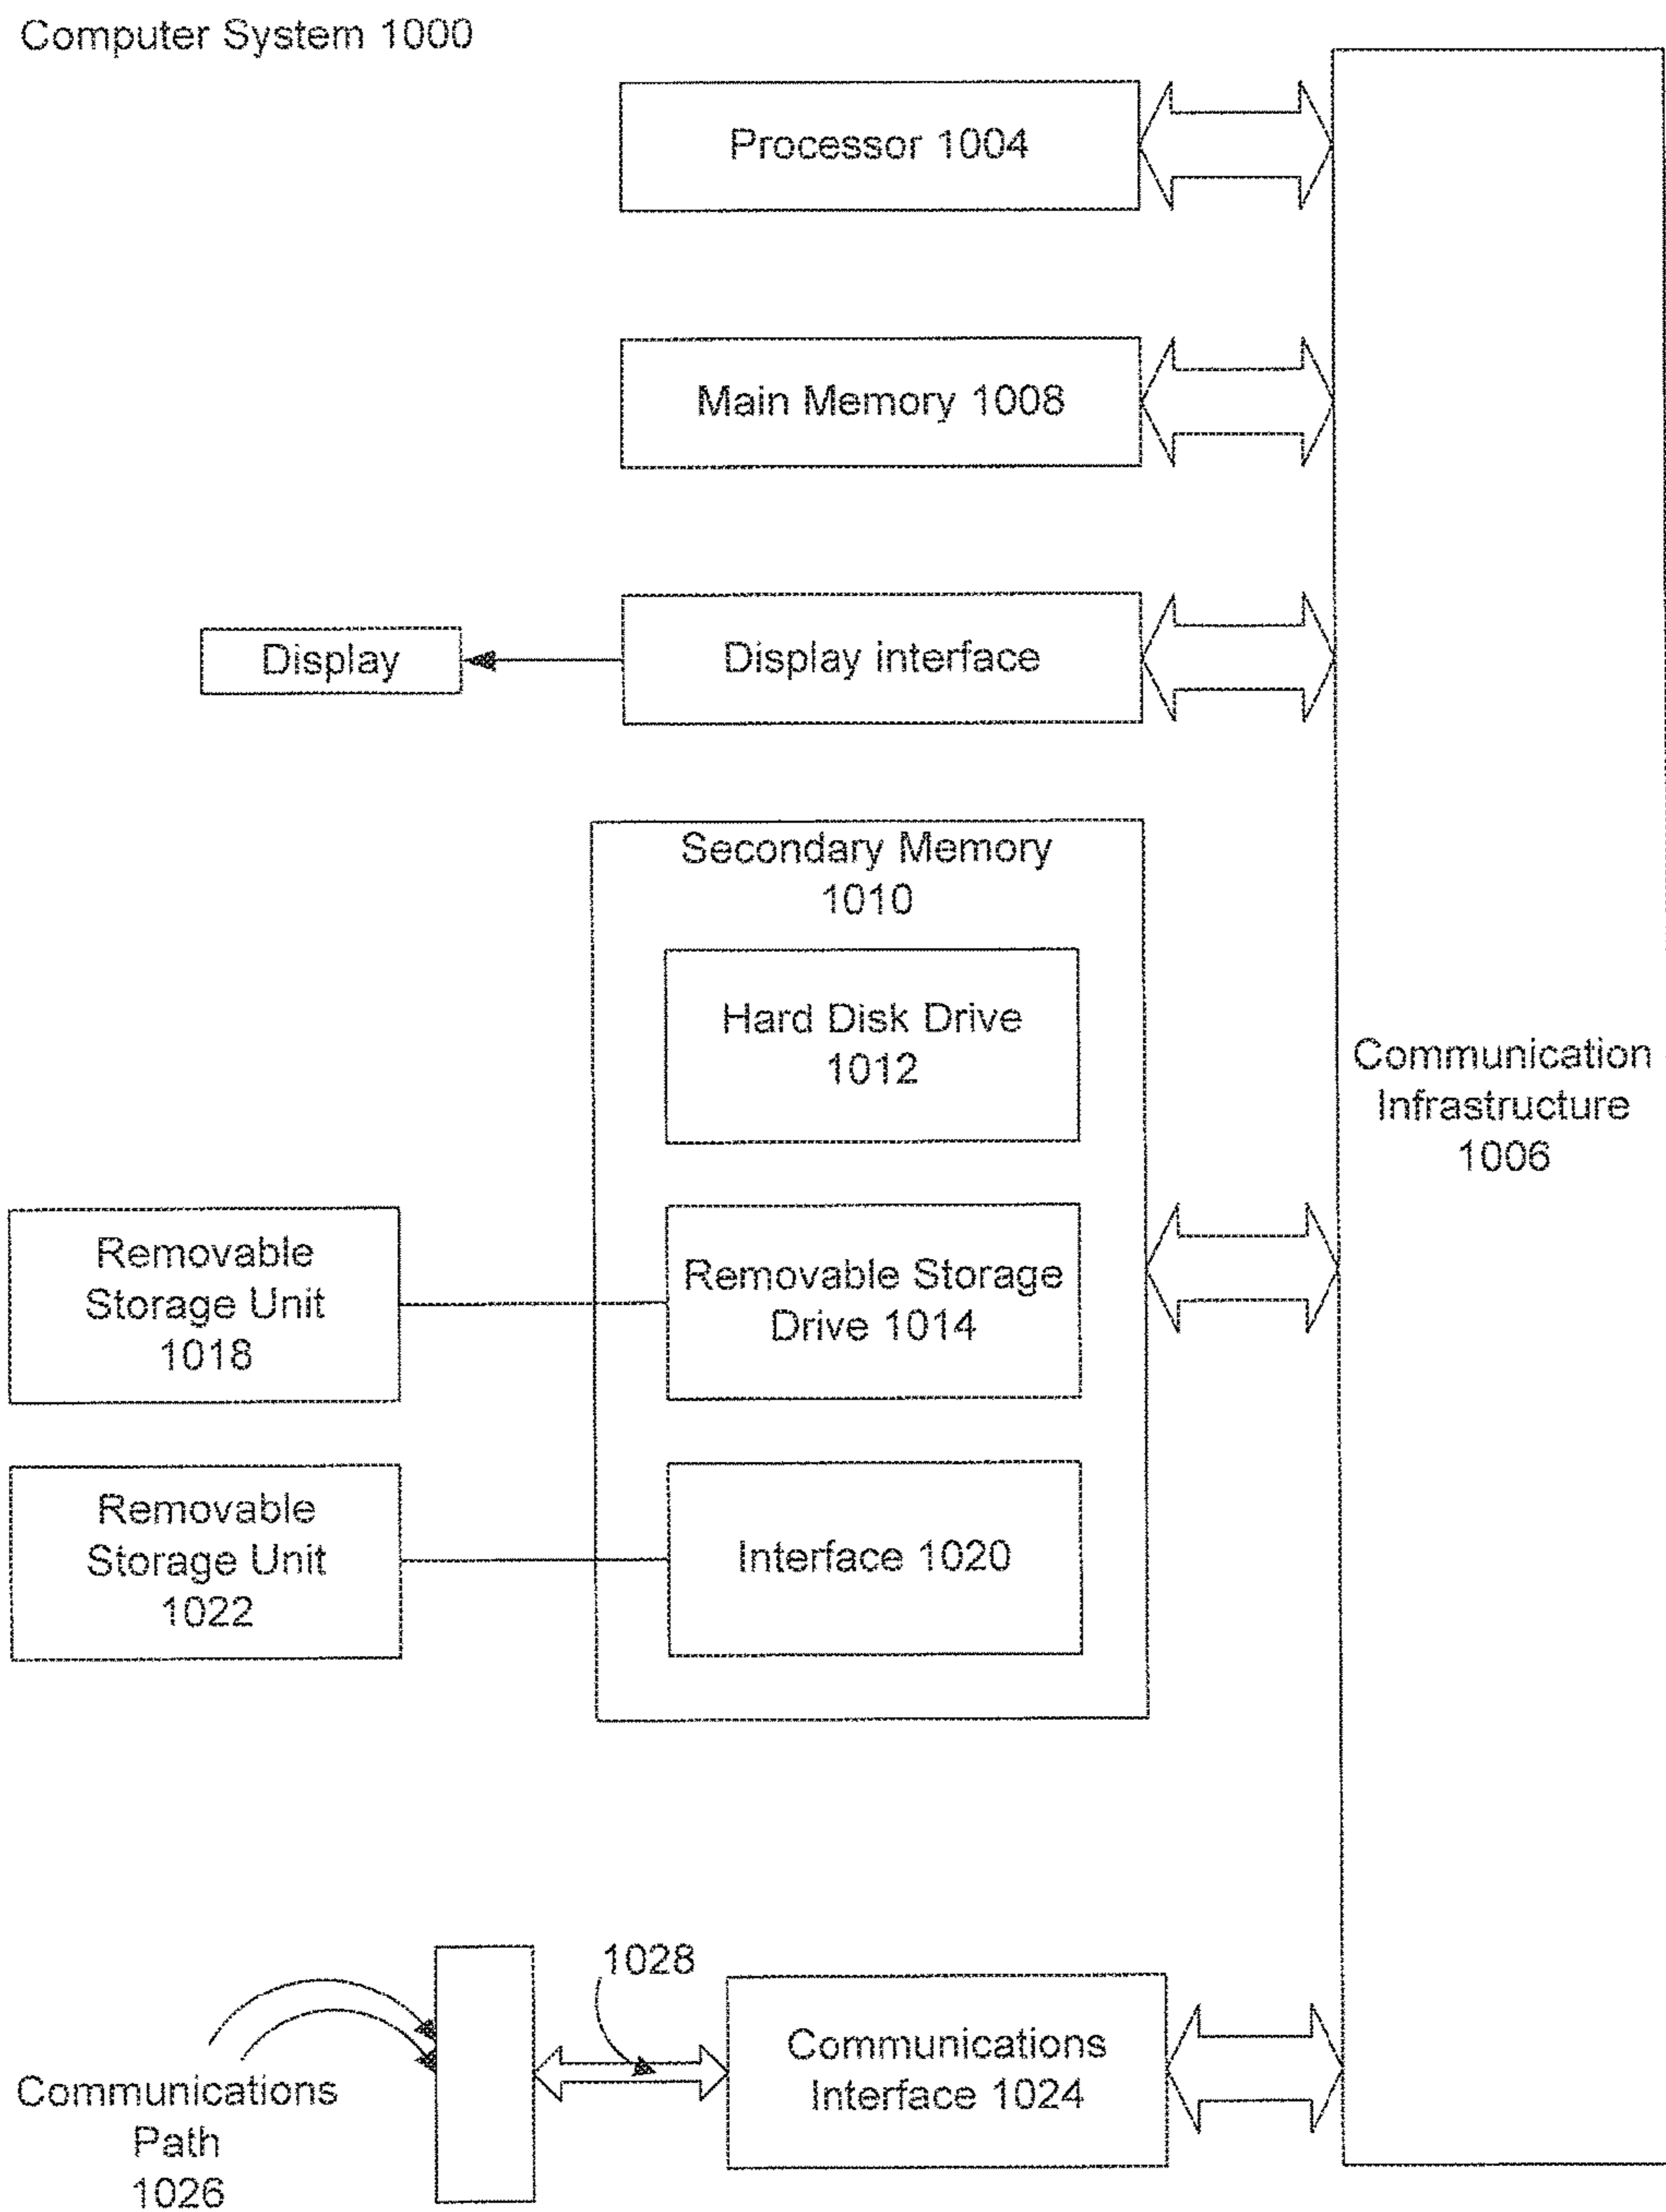 Computer System 1000
Processor 1004
Main Memory 1008
Display
Display interface
Secondary Memory
1010
Hard Disk Drive
1012
Communication
Infrastructure
1006
Removable
Storage Unit
1018
Removable Storage
Drive 1014
Removable
Storage Unit
1022
Interface 1020
1028
Communications
Interface 1024
Communications
Path
1026